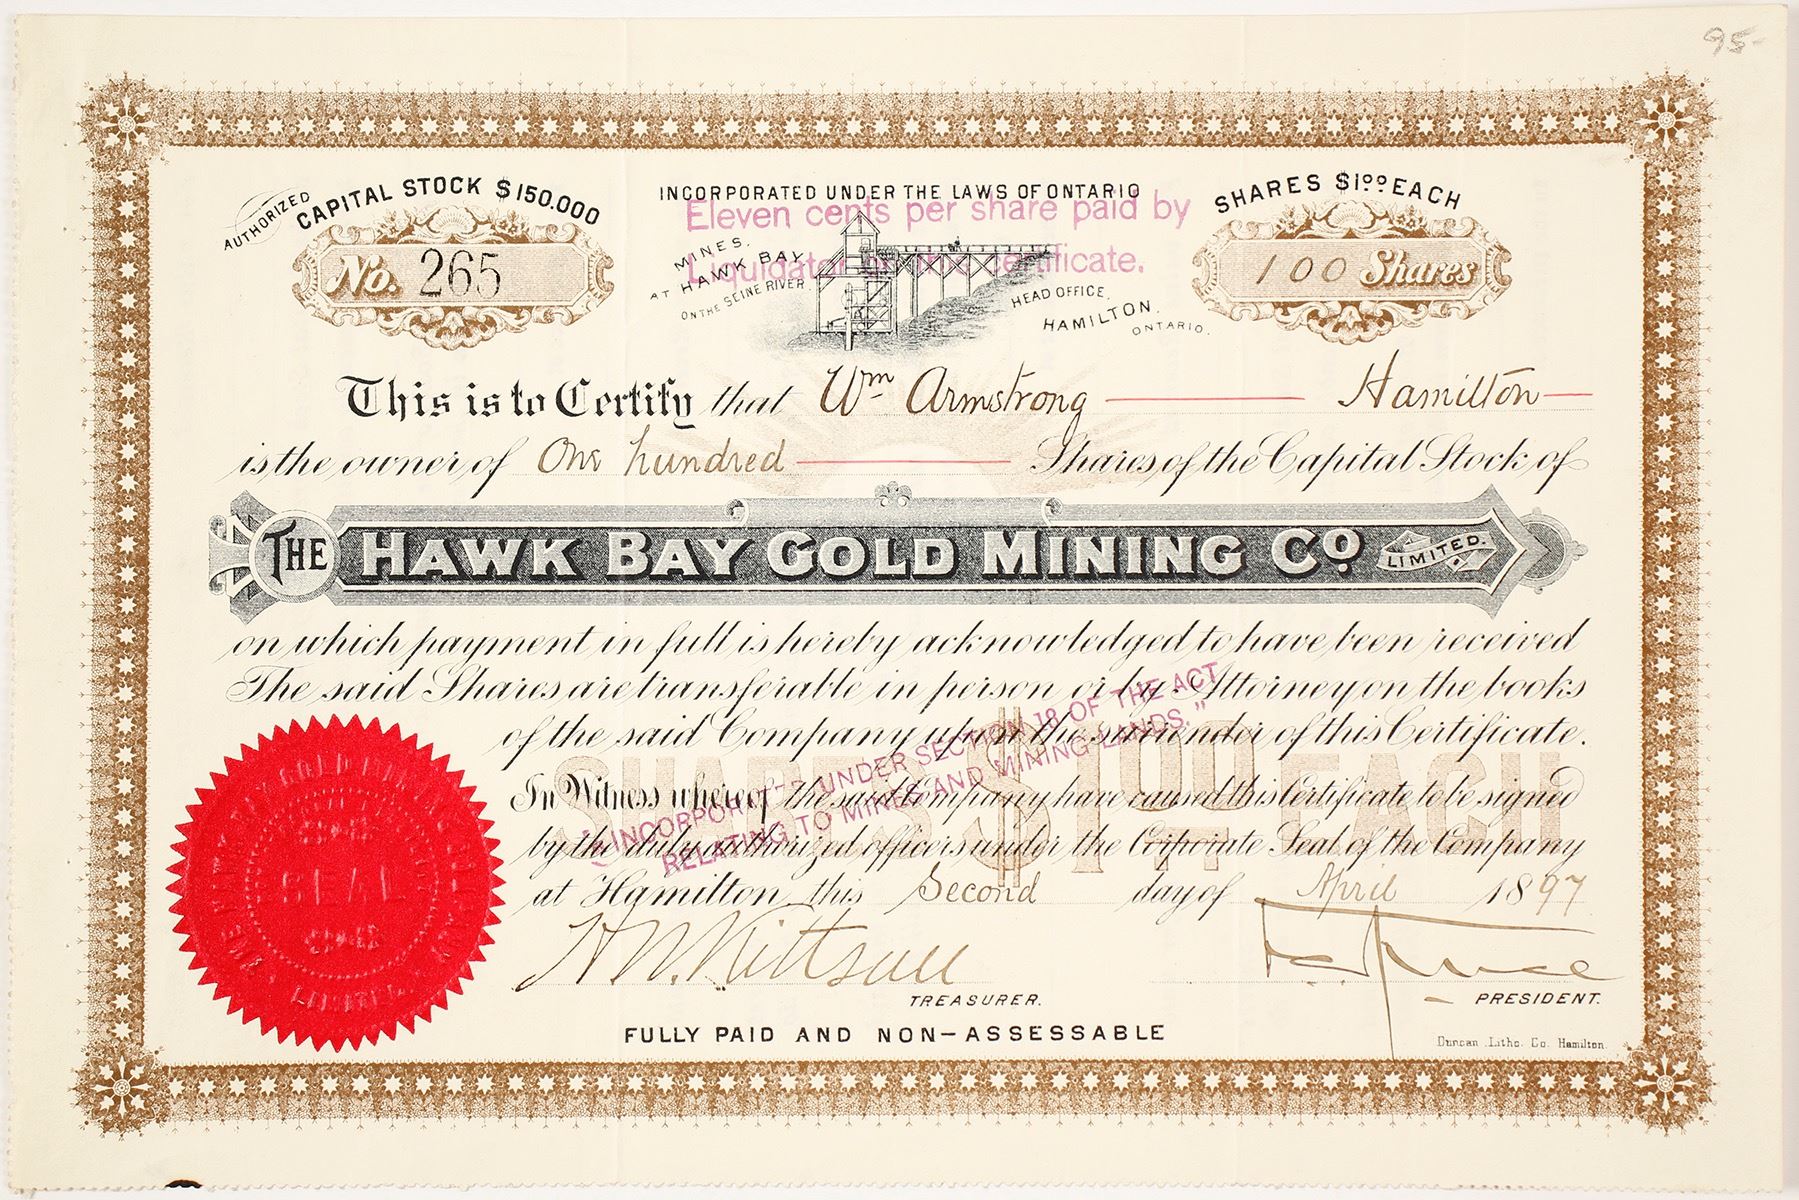 95-
AUTHORIZED CAPITAL STOCK $150.000
INCORPORATED UNDER THE LAWS OF ONTARIO
SHARES $1.00 EACH
Eleven cents per share paid by
Liquidator on this certificate.
No. 265
MINES.
AT HAWK BAY
ON THE SEINE RIVER
HEAD OFFICE,
HAMILTON,
ONTARIO.
100 Shares
This is to Certify that Wm Armstrong Hamilton
is the owner of One hundred Shares of the Capital Stock of
THE HAWK BAY GOLD MINING CO. LIMITED.
on which payment in full is hereby acknowledged to have been received
The said Shares are transferable in person or by Attorney on the books
of the said Company upon the surrender of this Certificate.
SHARES $1.00 EACH
"INCORPORATED UNDER SECTION 18 OF THE ACT
RELATING TO MINES AND MINING LANDS."
In Witness whereof the said Company have caused this Certificate to be signed
by the duly authorized officers under the Corporate Seal of the Company
at Hamilton this Second day of April 1897
SEAL
LIMITED
TREASURER.
PRESIDENT.
FULLY PAID AND NON-ASSESSABLE
Duncan Litho. Co. Hamilton.